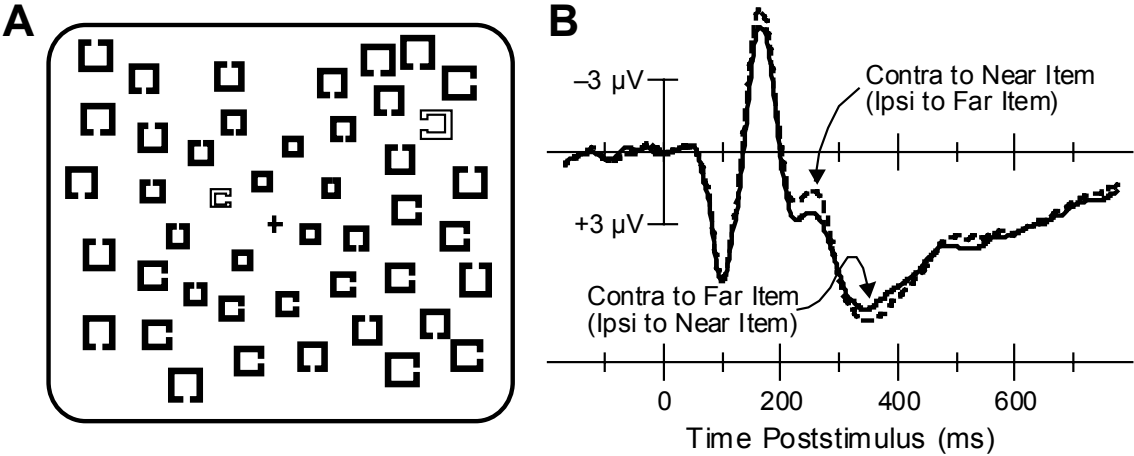 A
B
–3 µV
Contra to Near Item
(Ipsi to Far Item)
+3 µV
Contra to Far Item
(Ipsi to Near Item)
0 200 400 600
Time Poststimulus (ms)